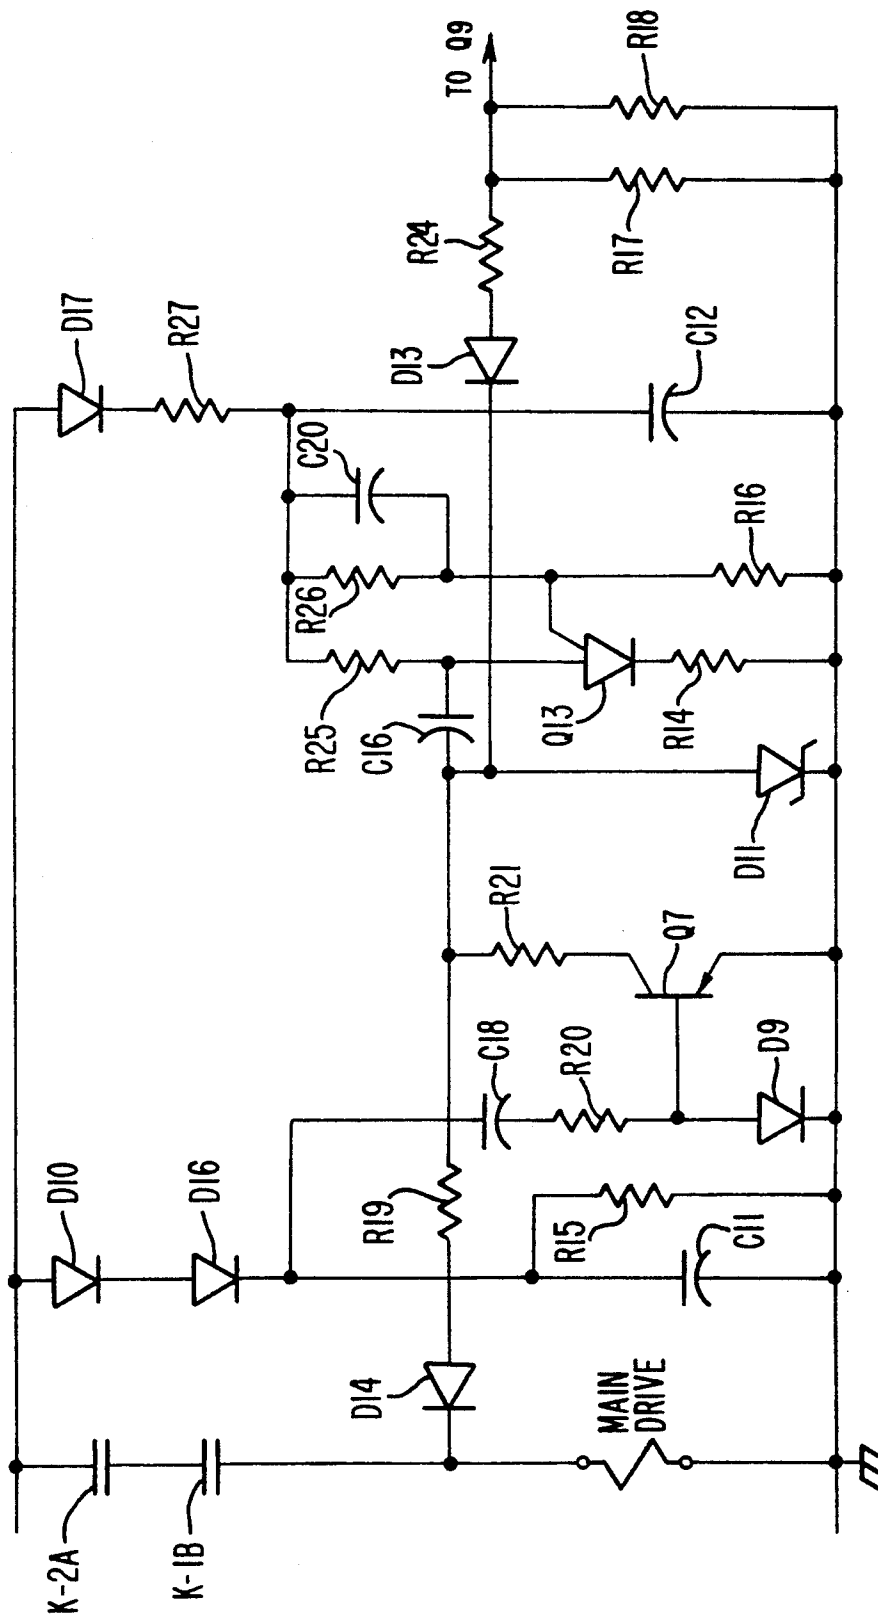 TO Q9
R18
R17
R24
D13
D17
R27
C12
C20
R16
R26
R25
C16
Q13
R14
D11
R21
Q7
C18
R20
D9
D10
D16
R19
R15
C11
D14
MAIN
DRIVE
K-2A
K-1B